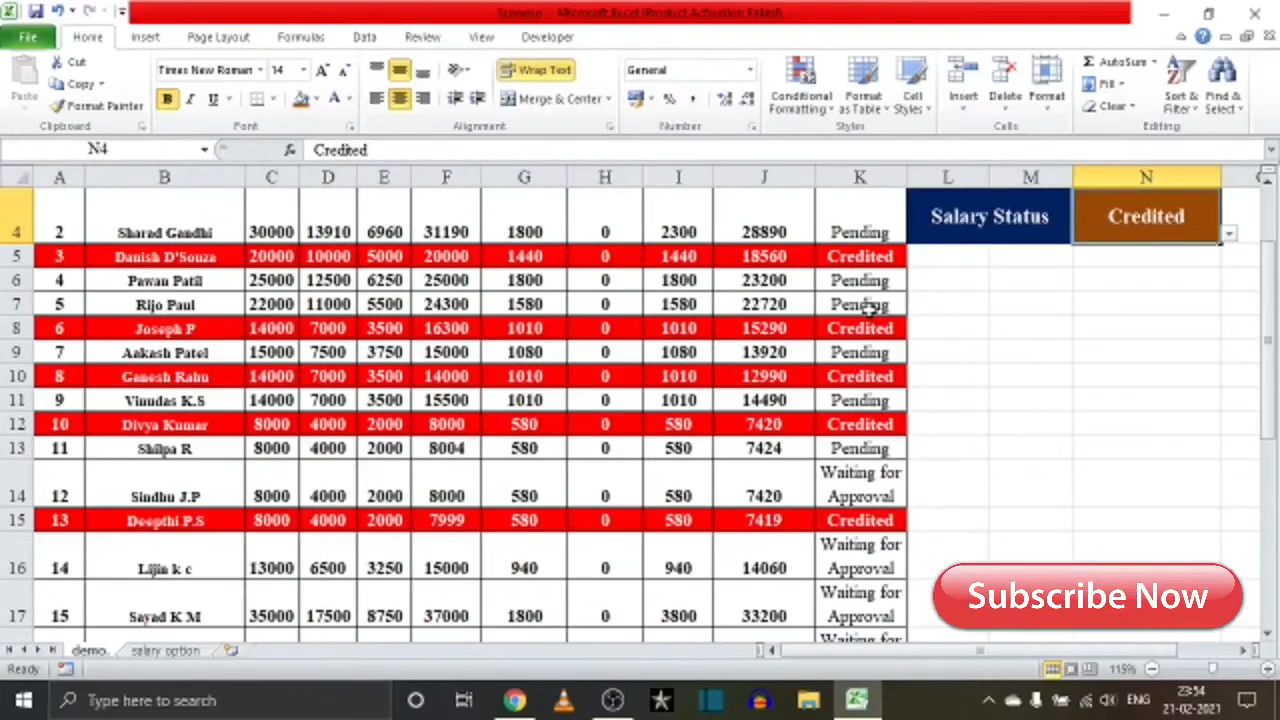 Scenero - Microsoft Excel (Product Activation Failed)
File Home Insert Page Layout Formulas Data Review View Developer
Paste
Cut
Copy
Format Painter
Clipboard
Times New Roman 14
B I U A
Font
Wrap Text
Merge & Center
Alignment
General
% ,
Number
Conditional Formatting
Format as Table
Cell Styles
Styles
Insert Delete Format
Cells
Σ AutoSum
Fill
Clear
Sort & Filter
Find & Select
Editing
N4 fx Credited
A B C D E F G H I J K L M N
4 2 Sharad Gandhi 30000 13910 6960 31190 1800 0 2300 28890 Pending Salary Status Credited
5 3 Danish D'Souza 20000 10000 5000 20000 1440 0 1440 18560 Credited
6 4 Pawan Patil 25000 12500 6250 25000 1800 0 1800 23200 Pending
7 5 Rijo Paul 22000 11000 5500 24300 1580 0 1580 22720 Pending
8 6 Joseph P 14000 7000 3500 16300 1010 0 1010 15290 Credited
9 7 Aakash Patel 15000 7500 3750 15000 1080 0 1080 13920 Pending
10 8 Ganesh Rabu 14000 7000 3500 14000 1010 0 1010 12990 Credited
11 9 Vinudas K.S 14000 7000 3500 15500 1010 0 1010 14490 Pending
12 10 Divya Kumar 8000 4000 2000 8000 580 0 580 7420 Credited
13 11 Shilpa R 8000 4000 2000 8004 580 0 580 7424 Pending
14 12 Sindhu J.P 8000 4000 2000 8000 580 0 580 7420 Waiting for Approval
15 13 Deepthi P.S 8000 4000 2000 7999 580 0 580 7419 Credited
16 14 Lijin k c 13000 6500 3250 15000 940 0 940 14060 Waiting for Approval
17 15 Sayad K M 35000 17500 8750 37000 1800 0 3800 33200 Waiting for Approval
Waiting for
Subscribe Now
demo. salary option
Ready 115%
Type here to search
ENG
23:54
21-02-2021